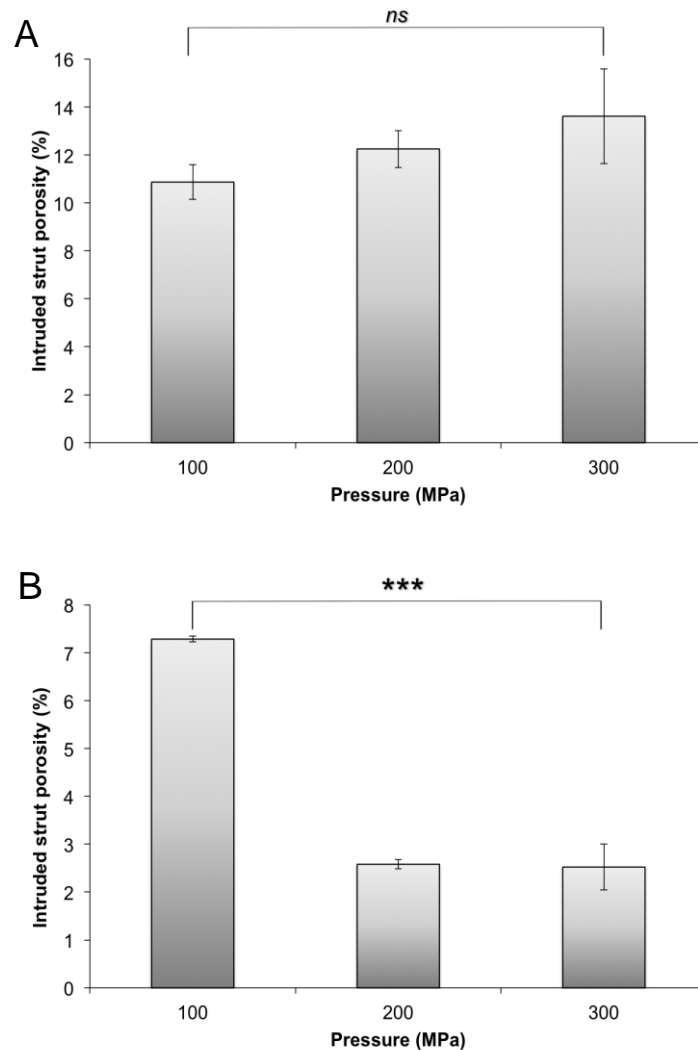 A
ns
16
14
12
10
8
6
4
2
0
Intruded strut porosity (%)
100 200 300
Pressure (MPa)
B
***
8
7
6
5
4
3
2
1
0
Intruded strut porosity (%)
100 200 300
Pressure (MPa)